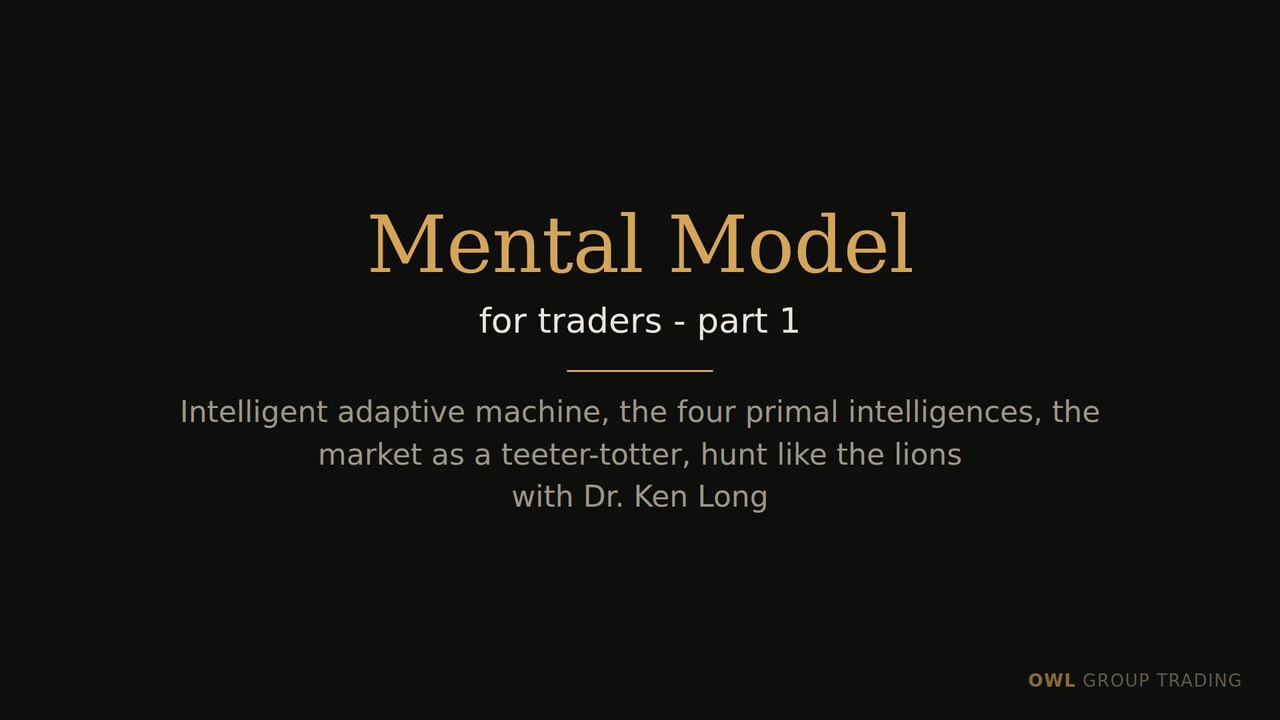 Mental Model
for traders - part 1
Intelligent adaptive machine, the four primal intelligences, the
market as a teeter-totter, hunt like the lions
with Dr. Ken Long
OWL GROUP TRADING